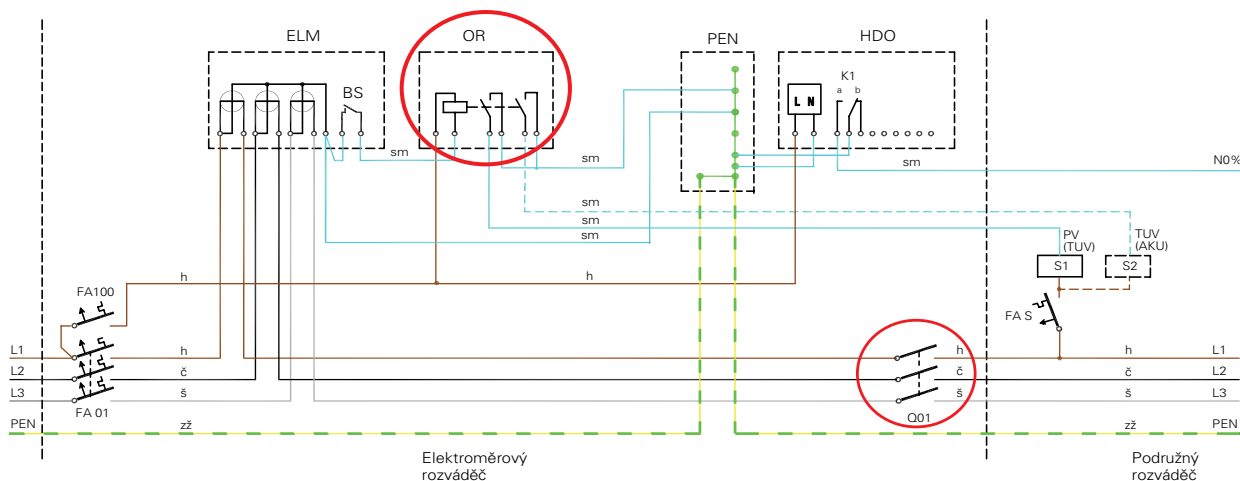 ELM
OR
PEN
HDO
BS
L N
K1
a b
sm
sm
sm
N0%
sm
sm
sm
PV
(TUV)
TUV
(AKU)
S1
S2
h
h
FA100
FA S
L1
h
h
h
L1
L2
č
č
č
L2
L3
š
š
š
L3
FA 01
Q01
PEN
zž
zž
PEN
Elektroměrový
rozváděč
Podružný
rozváděč